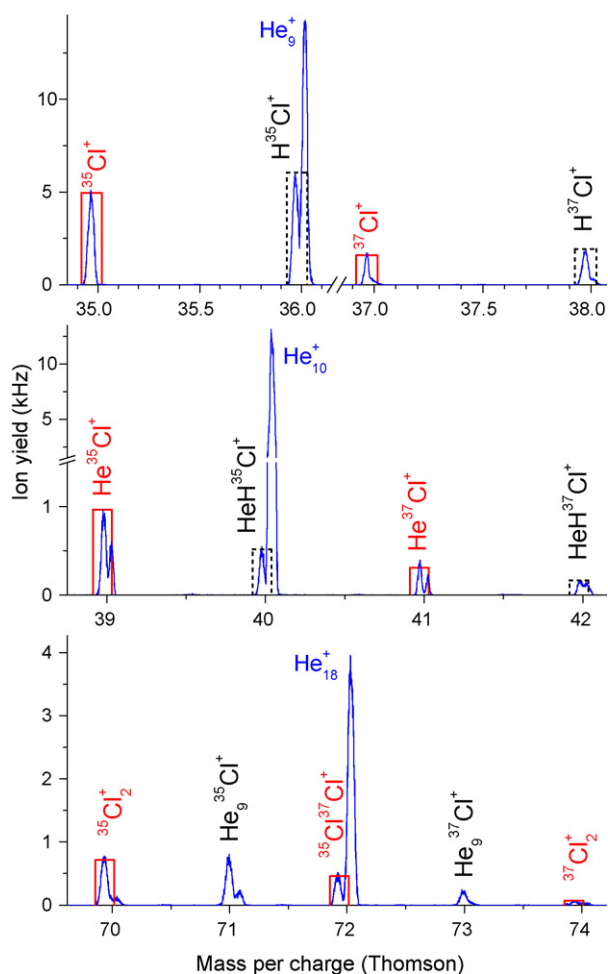 He₉⁺
10
5
0
³⁵Cl⁺
H³⁵Cl⁺
³⁷Cl⁺
H³⁷Cl⁺
35.0 35.5 36.0 37.0 37.5 38.0
Ion yield (kHz)
10
5
1
0
He³⁵Cl⁺
HeH³⁵Cl⁺
He₁₀⁺
He³⁷Cl⁺
HeH³⁷Cl⁺
39 40 41 42
4
3
2
1
0
³⁵Cl₂⁺
He₉³⁵Cl⁺
³⁵Cl³⁷Cl⁺
He₁₈⁺
He₉³⁷Cl⁺
³⁷Cl₂⁺
70 71 72 73 74
Mass per charge (Thomson)